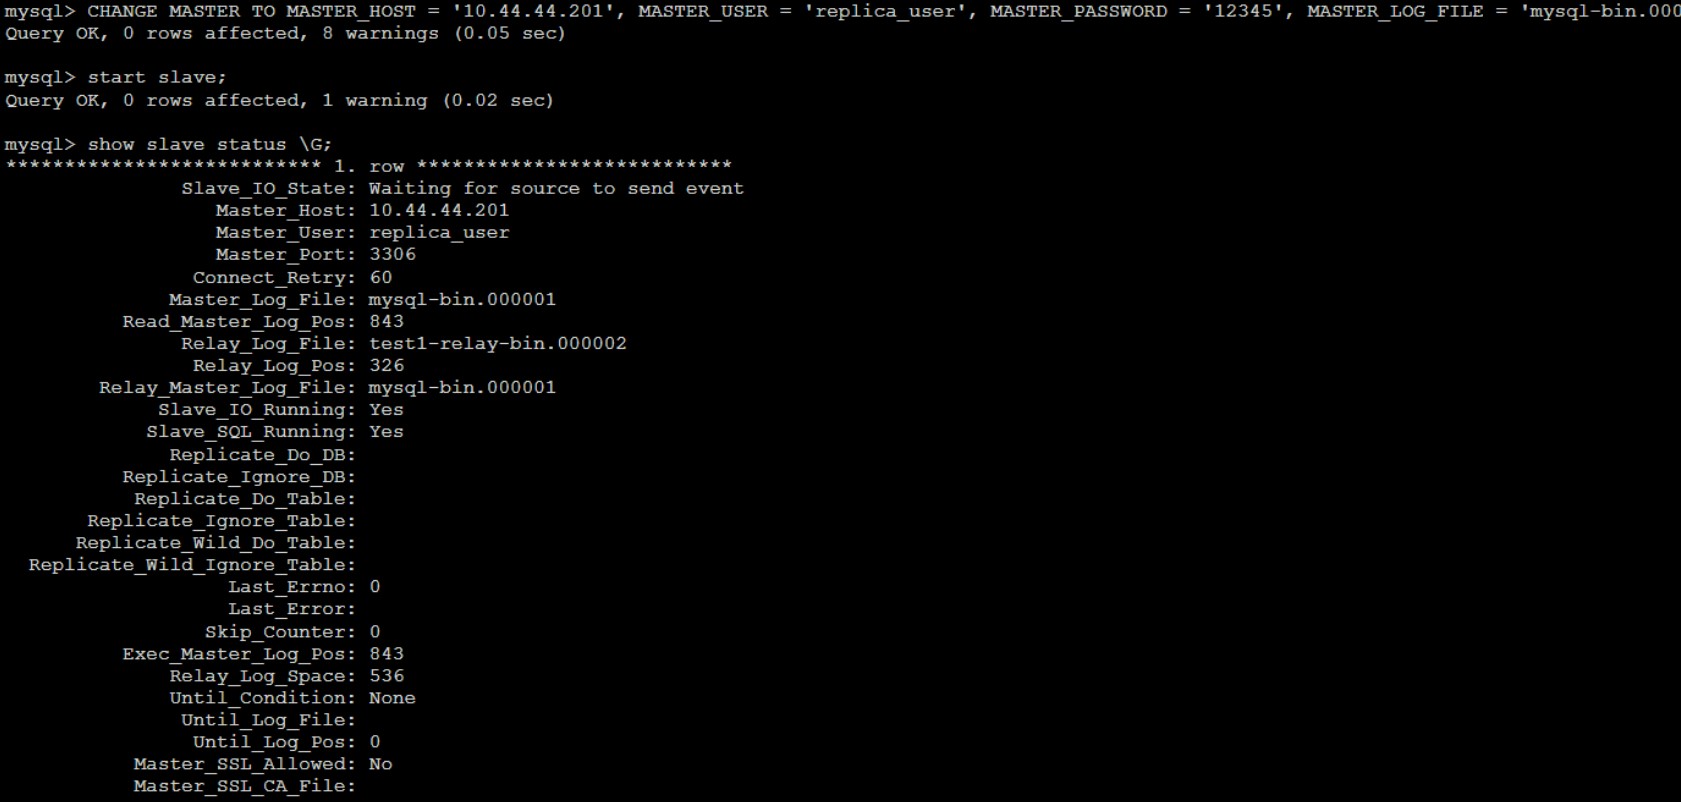 mysql> CHANGE MASTER TO MASTER_HOST = '10.44.44.201', MASTER_USER = 'replica_user', MASTER_PASSWORD = '12345', MASTER_LOG_FILE = 'mysql-bin.000
Query OK, 0 rows affected, 8 warnings (0.05 sec)
mysql> start slave;
Query OK, 0 rows affected, 1 warning (0.02 sec)
mysql> show slave status \G;
*************************** 1. row ***************************
Slave_IO_State: Waiting for source to send event
Master_Host: 10.44.44.201
Master_User: replica_user
Master_Port: 3306
Connect_Retry: 60
Master_Log_File: mysql-bin.000001
Read_Master_Log_Pos: 843
Relay_Log_File: test1-relay-bin.000002
Relay_Log_Pos: 326
Relay_Master_Log_File: mysql-bin.000001
Slave_IO_Running: Yes
Slave_SQL_Running: Yes
Replicate_Do_DB:
Replicate_Ignore_DB:
Replicate_Do_Table:
Replicate_Ignore_Table:
Replicate_Wild_Do_Table:
Replicate_Wild_Ignore_Table:
Last_Errno: 0
Last_Error:
Skip_Counter: 0
Exec_Master_Log_Pos: 843
Relay_Log_Space: 536
Until_Condition: None
Until_Log_File:
Until_Log_Pos: 0
Master_SSL_Allowed: No
Master_SSL_CA_File: